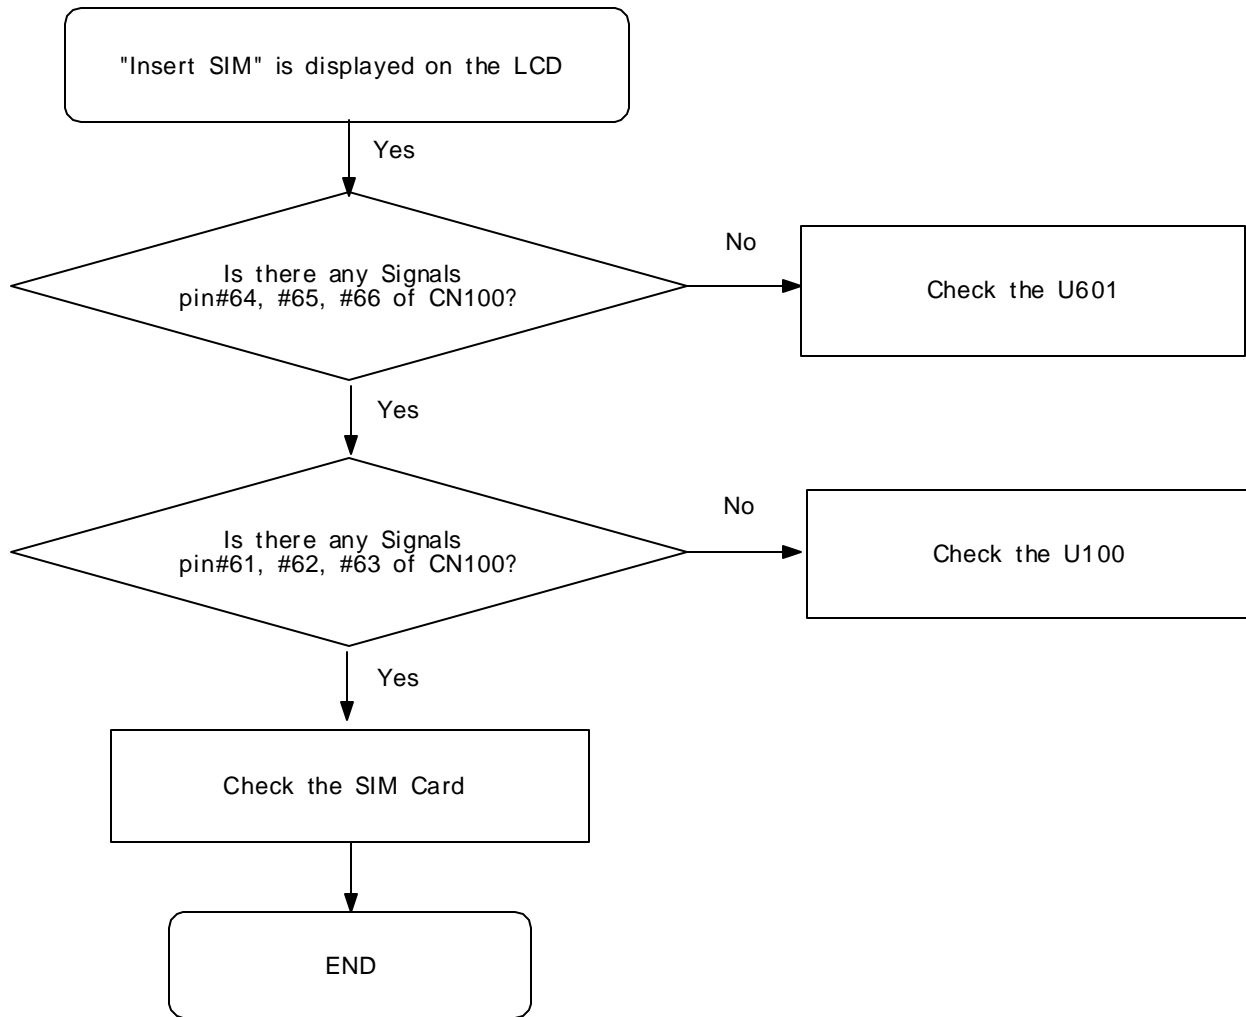 "Insert SIM" is displayed on the LCD
Yes
Is there any Signals
pin#64, #65, #66 of CN100?
No
Check the U601
Yes
Is there any Signals
pin#61, #62, #63 of CN100?
No
Check the U100
Yes
Check the SIM Card
END